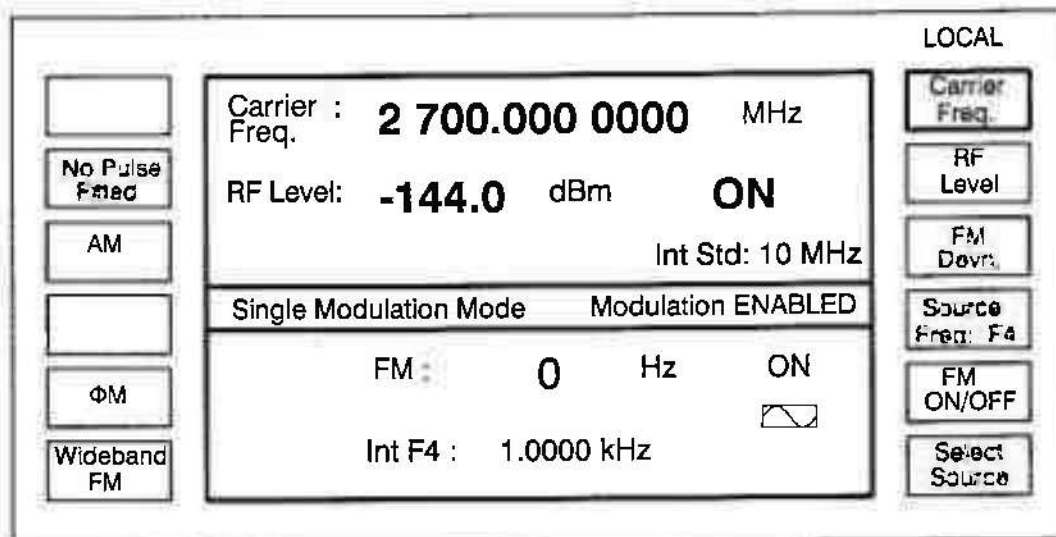 LOCAL
No Pulse
Fitted
AM
ΦM
Wideband
FM
Carrier :
Freq.
2 700.000 0000 MHz
RF Level: -144.0 dBm ON
Int Std: 10 MHz
Single Modulation Mode Modulation ENABLED
FM : 0 Hz ON
Int F4 : 1.0000 kHz
Carrier
Freq.
RF
Level
FM
Devn.
Source
Freq: F4
FM
ON/OFF
Select
Source